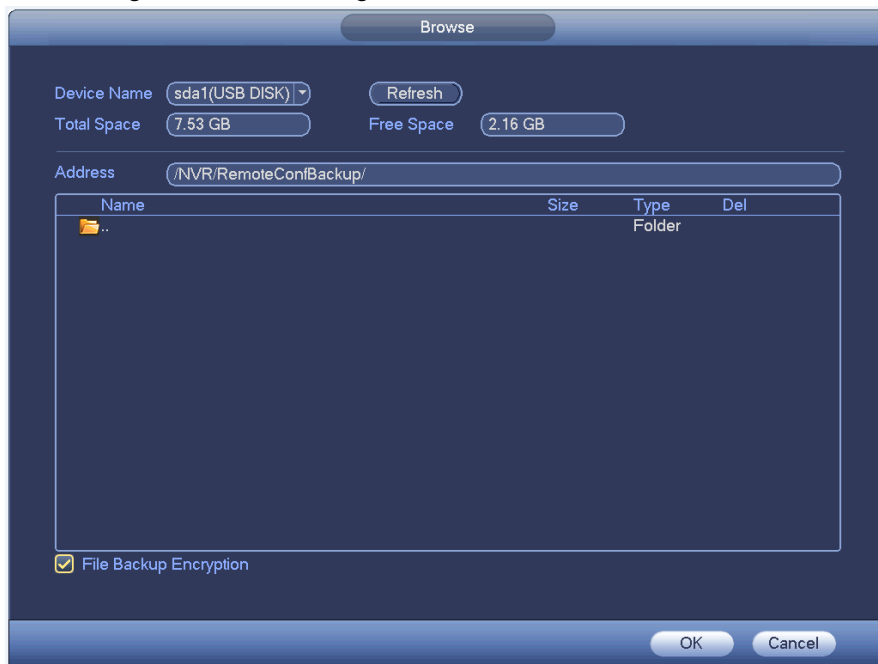 Browse
Device Name sda1(USB DISK) Refresh
Total Space 7.53 GB Free Space 2.16 GB
Address /NVR/RemoteConfBackup/
Name Size Type Del
.. Folder
File Backup Encryption
OK Cancel